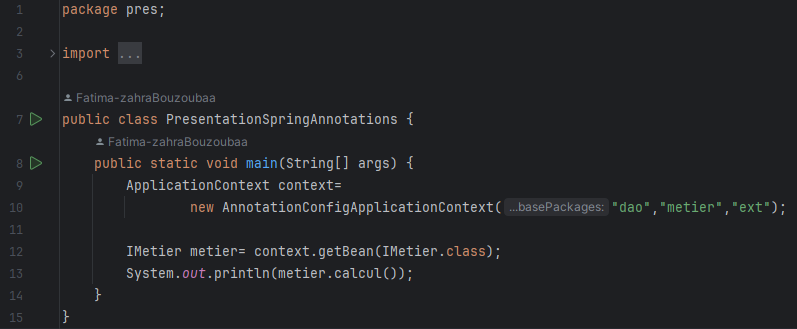 1 package pres;
2
3 import ...
6
Fatima-zahraBouzoubaa
7 public class PresentationSpringAnnotations {
Fatima-zahraBouzoubaa
8 public static void main(String[] args) {
9 ApplicationContext context=
10 new AnnotationConfigApplicationContext( ...basePackages: "dao","metier","ext");
11
12 IMetier metier= context.getBean(IMetier.class);
13 System.out.println(metier.calcul());
14 }
15 }